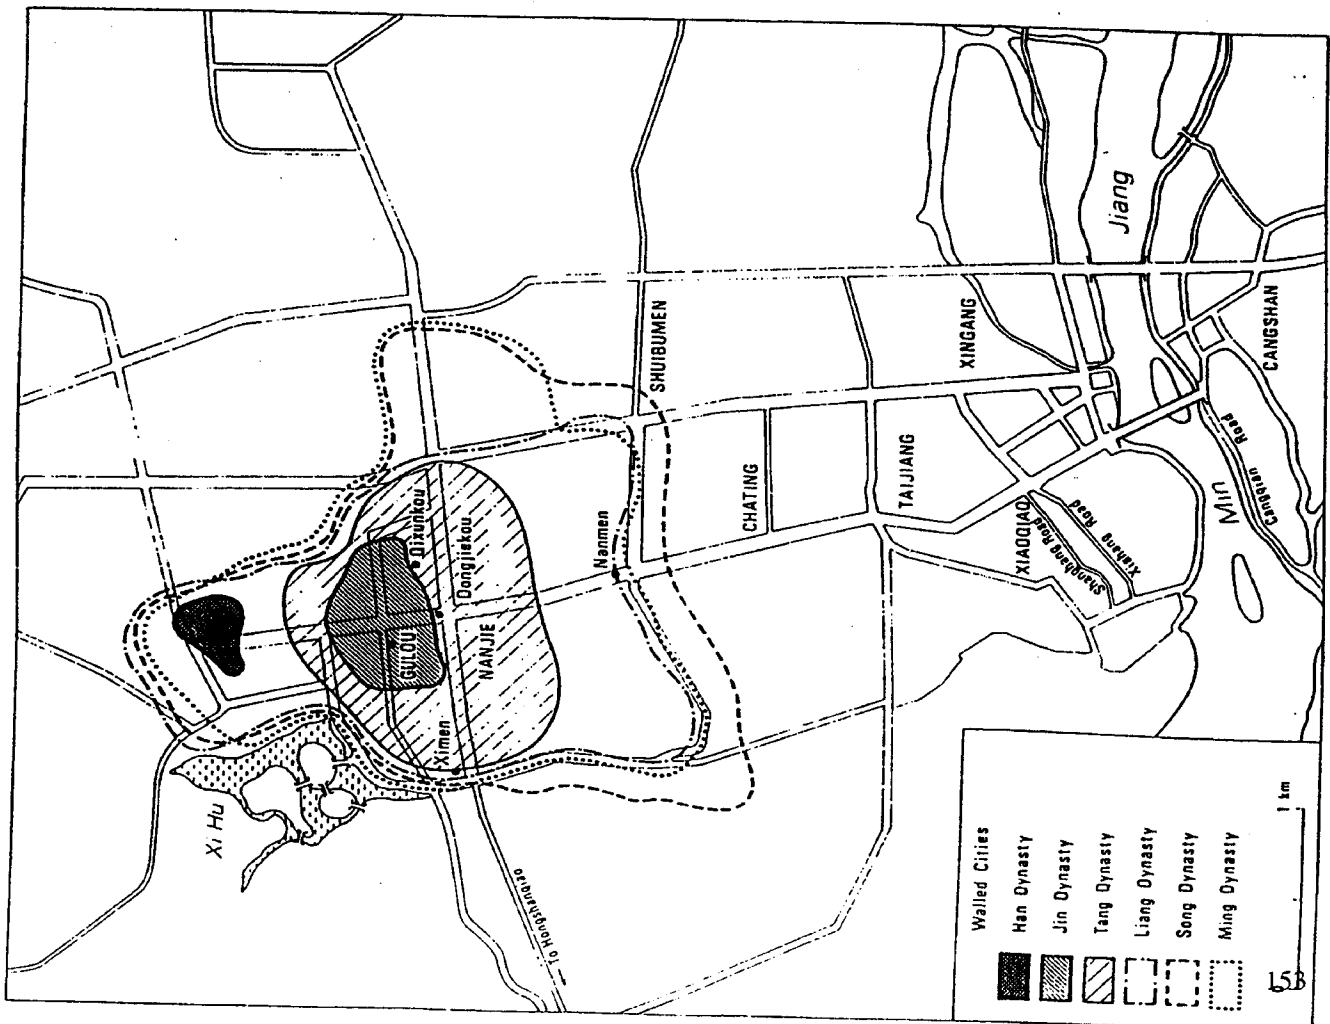 Jiang
XINGANG
CANGSHAN
SHUIBUMEN
CHATING
TAIJIANG
XIAOQIAO
Shanghang Road
Xiahang Road
Min
Cangqian Road
Nanmen
Dixunkou
Dongjiekou
GULOU
NANJIE
Ximen
Xi Hu
To Hongshanqiao
Walled Cities
Han Dynasty
Jin Dynasty
Tang Dynasty
Liang Dynasty
Song Dynasty
Ming Dynasty
1 km
153